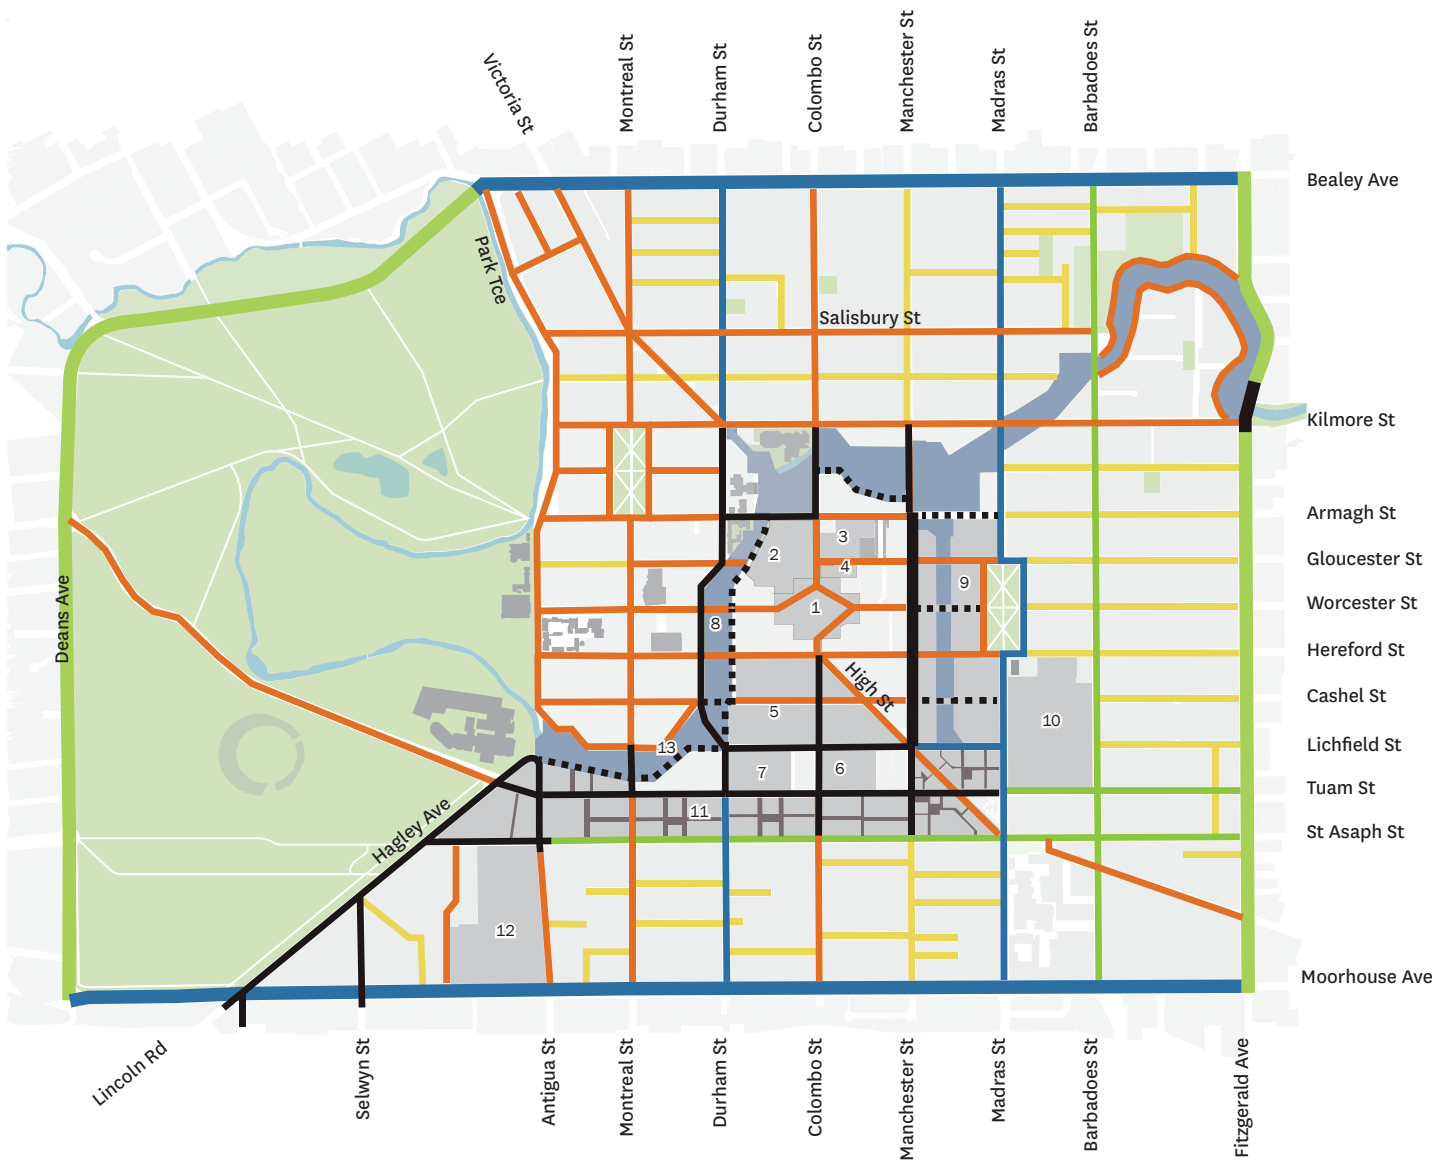 Victoria St
Montreal St
Durham St
Colombo St
Manchester St
Madras St
Barbadoes St
Bealey Ave
Park Tce
Salisbury St
Kilmore St
Armagh St
3
2
Gloucester St
4
9
Worcester St
1
Deans Ave
8
Hereford St
High St
Cashel St
5
10
13
Lichfield St
7
6
Tuam St
11
Hagley Ave
St Asaph St
12
Moorhouse Ave
Lincoln Rd
Selwyn St
Antigua St
Montreal St
Durham St
Colombo St
Manchester St
Madras St
Barbadoes St
Fitzgerald Ave